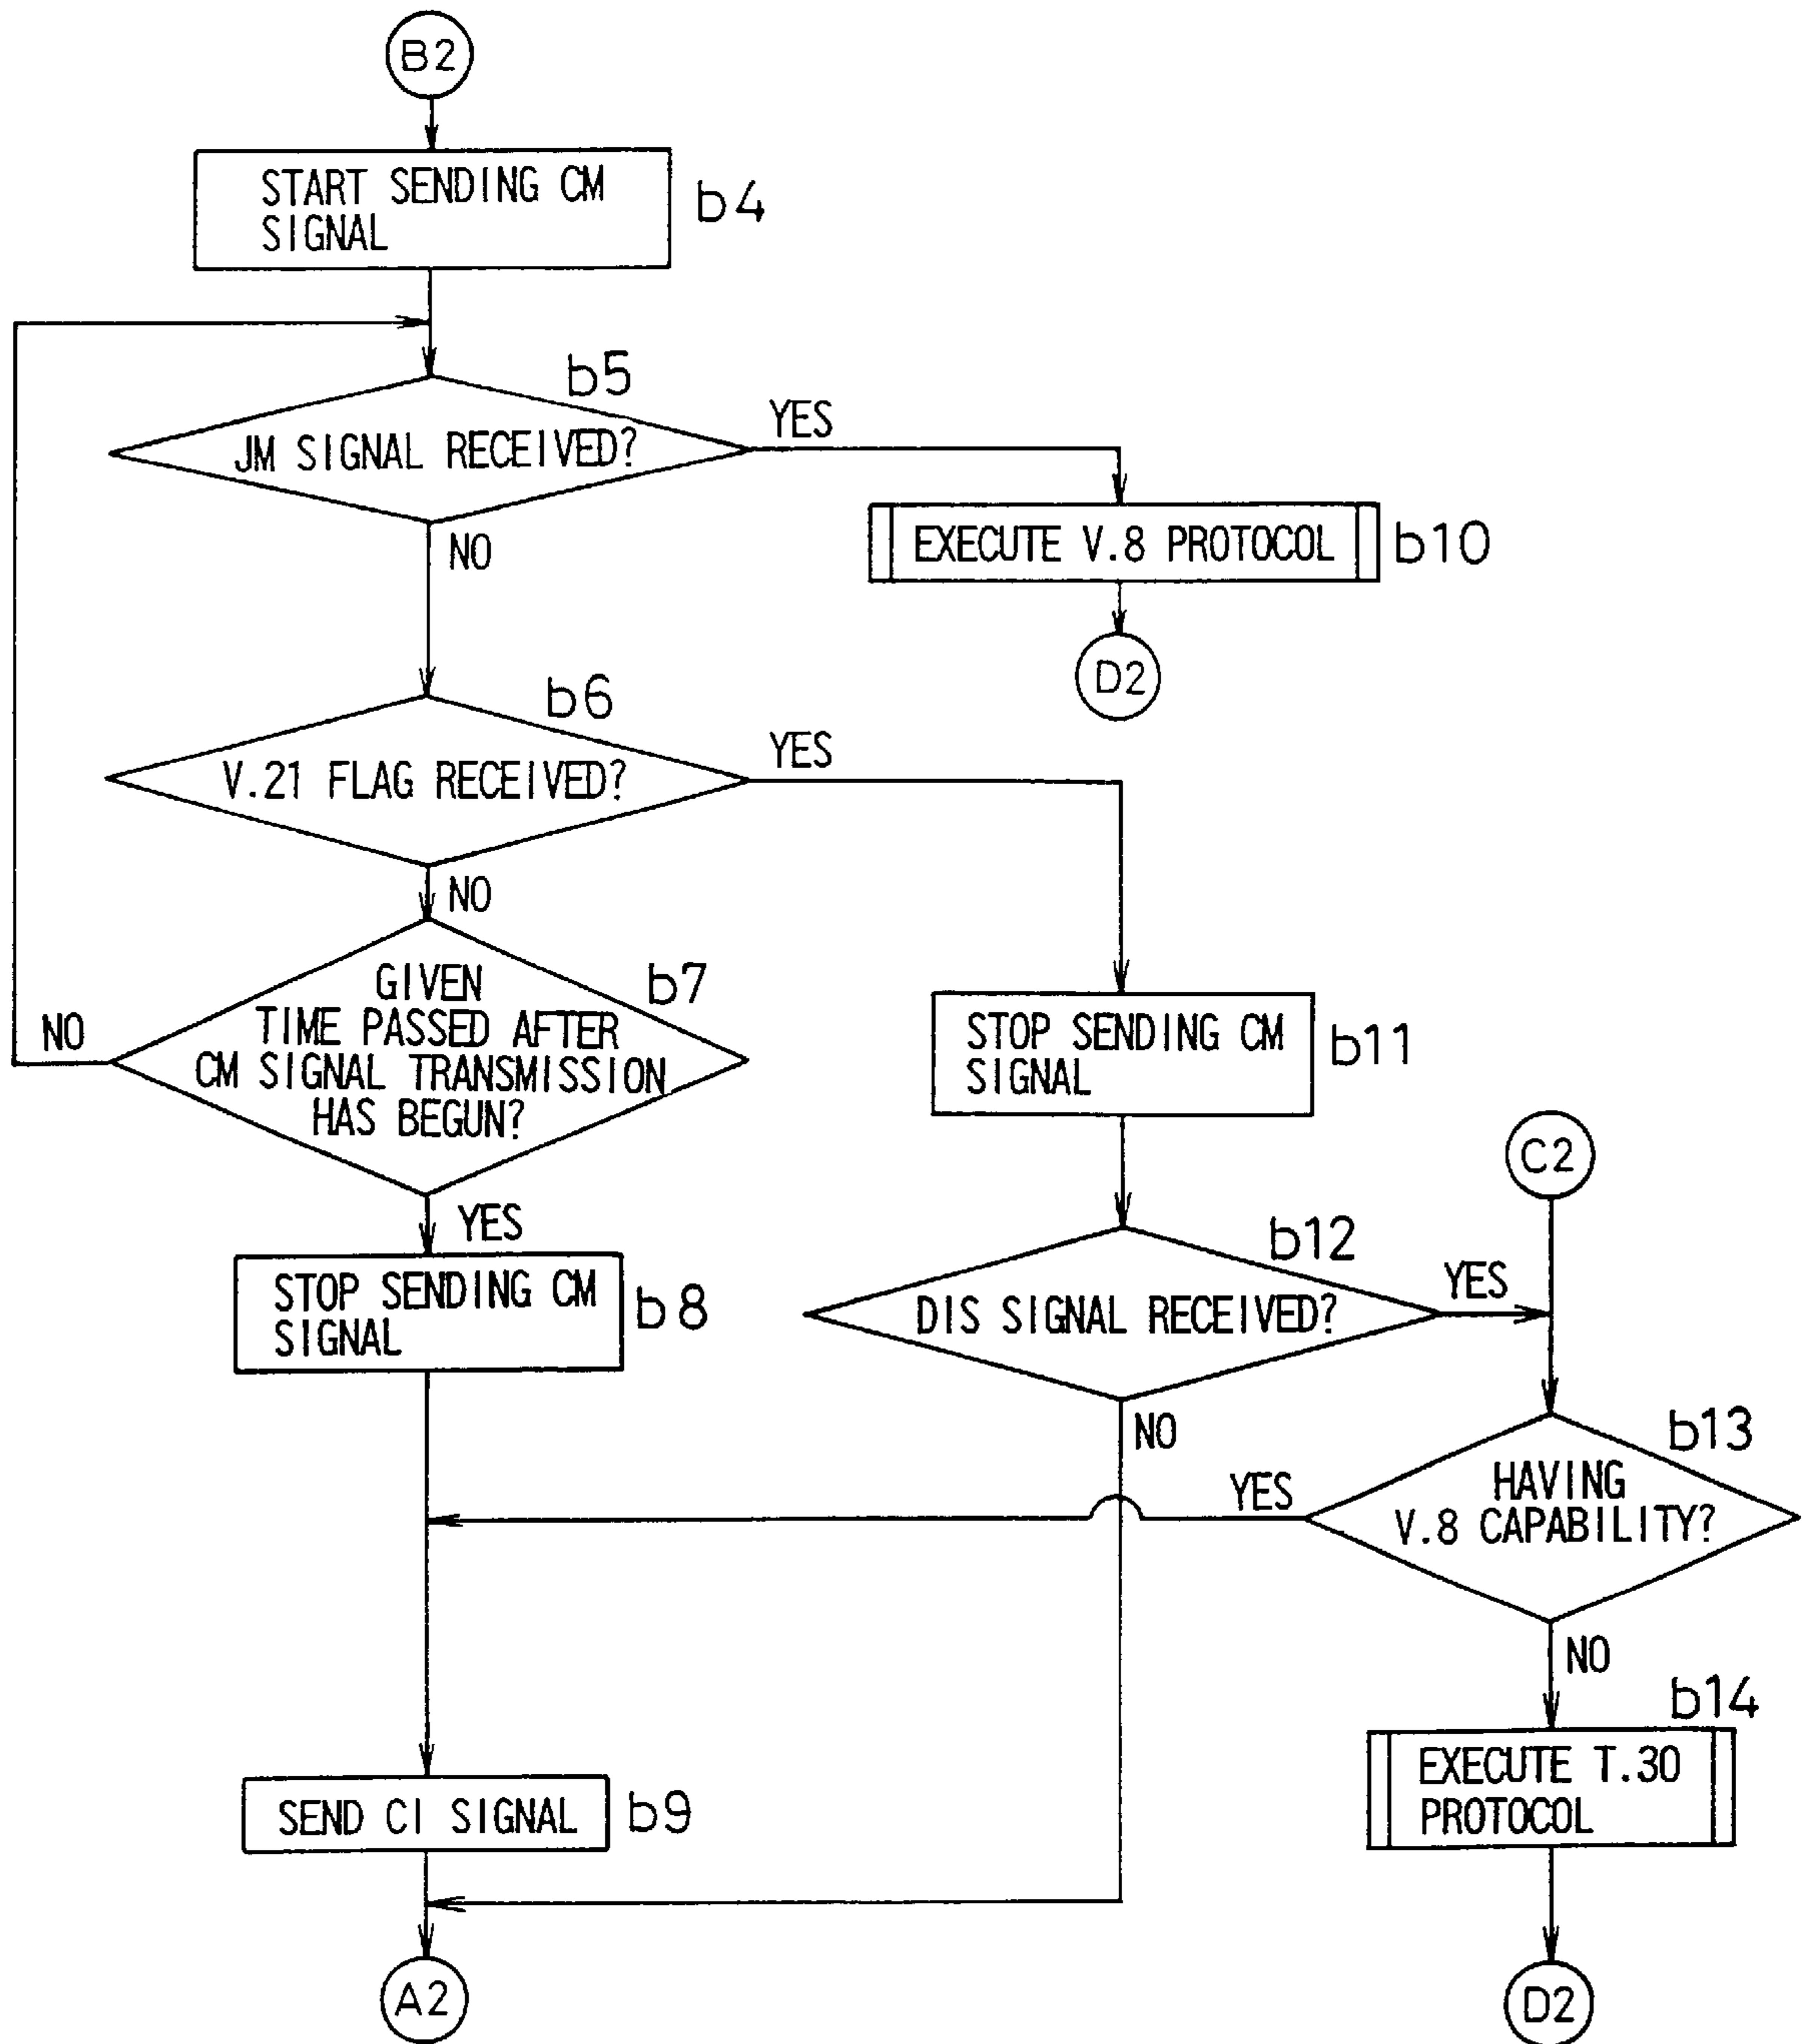 B2
START SENDING CM
SIGNAL
b4
b5
JM SIGNAL RECEIVED?
YES
NO
EXECUTE V.8 PROTOCOL
b10
D2
b6
V.21 FLAG RECEIVED?
YES
NO
b7
GIVEN
TIME PASSED AFTER
CM SIGNAL TRANSMISSION
HAS BEGUN?
NO
YES
STOP SENDING CM
SIGNAL
b11
C2
STOP SENDING CM
SIGNAL
b8
b12
DIS SIGNAL RECEIVED?
YES
NO
b13
HAVING
V.8 CAPABILITY?
YES
NO
b14
EXECUTE T.30
PROTOCOL
SEND CI SIGNAL
b9
A2
D2